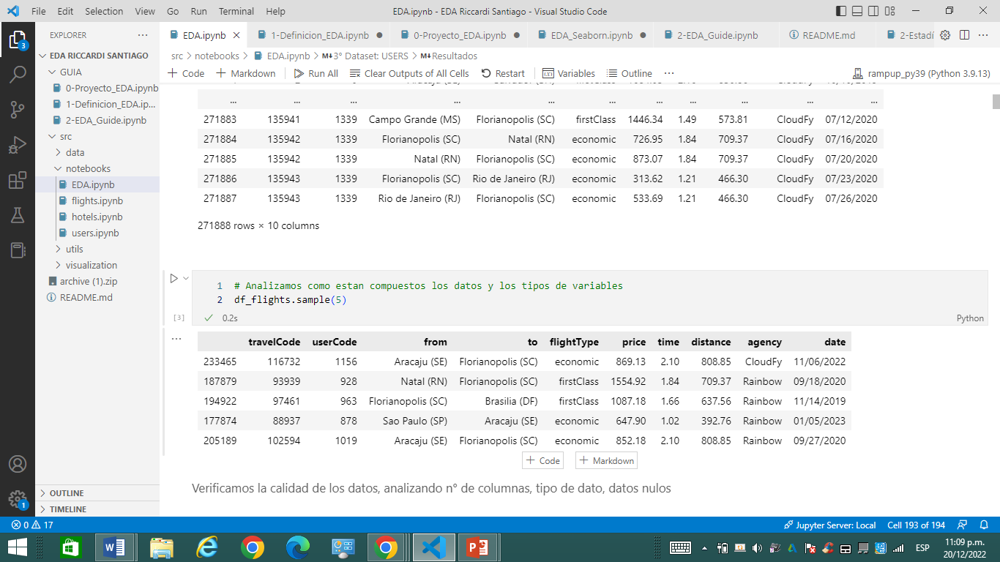 File Edit Selection View Go Run Terminal Help EDA.ipynb - EDA Riccardi Santiago - Visual Studio Code
EXPLORER
EDA.ipynb 1-Definicion_EDA.ipynb 0-Proyecto_EDA.ipynb EDA_Seaborn.ipynb 2-EDA_Guide.ipynb README.md 2-Estadí
3
EDA RICCARDI SANTIAGO
GUIA
0-Proyecto_EDA.ipynb
1-Definicion_EDA.ip...
2-EDA_Guide.ipynb
src
data
notebooks
EDA.ipynb
flights.ipynb
hotels.ipynb
users.ipynb
utils
visualization
archive (1).zip
README.md
OUTLINE
TIMELINE
1
src > notebooks > EDA.ipynb > M↓3° Dataset: USERS > M↓Resultados
+ Code + Markdown Run All Clear Outputs of All Cells Restart Variables Outline ... rampup_py39 (Python 3.9.13)
... ... ... ... ... ... ... ... ... ... ...
271883 135941 1339 Campo Grande (MS) Florianopolis (SC) firstClass 1446.34 1.49 573.81 CloudFy 07/12/2020
271884 135942 1339 Florianopolis (SC) Natal (RN) economic 726.95 1.84 709.37 CloudFy 07/16/2020
271885 135942 1339 Natal (RN) Florianopolis (SC) economic 873.07 1.84 709.37 CloudFy 07/20/2020
271886 135943 1339 Florianopolis (SC) Rio de Janeiro (RJ) economic 313.62 1.21 466.30 CloudFy 07/23/2020
271887 135943 1339 Rio de Janeiro (RJ) Florianopolis (SC) economic 533.69 1.21 466.30 CloudFy 07/26/2020
271888 rows × 10 columns
1 # Analizamos como estan compuestos los datos y los tipos de variables
2 df_flights.sample(5)
[3] 0.2s Python
...
travelCode userCode from to flightType price time distance agency date
233465 116732 1156 Aracaju (SE) Florianopolis (SC) economic 869.13 2.10 808.85 CloudFy 11/06/2022
187879 93939 928 Natal (RN) Florianopolis (SC) firstClass 1554.92 1.84 709.37 Rainbow 09/18/2020
194922 97461 963 Florianopolis (SC) Brasilia (DF) firstClass 1087.18 1.66 637.56 Rainbow 11/14/2019
177874 88937 878 Sao Paulo (SP) Aracaju (SE) economic 647.90 1.02 392.76 Rainbow 01/05/2023
205189 102594 1019 Aracaju (SE) Florianopolis (SC) economic 852.18 2.10 808.85 Rainbow 09/27/2020
+ Code + Markdown
Verificamos la calidad de los datos, analizando n° de columnas, tipo de dato, datos nulos
0 17 Jupyter Server: Local Cell 193 of 194
ESP
11:09 p.m.
20/12/2022